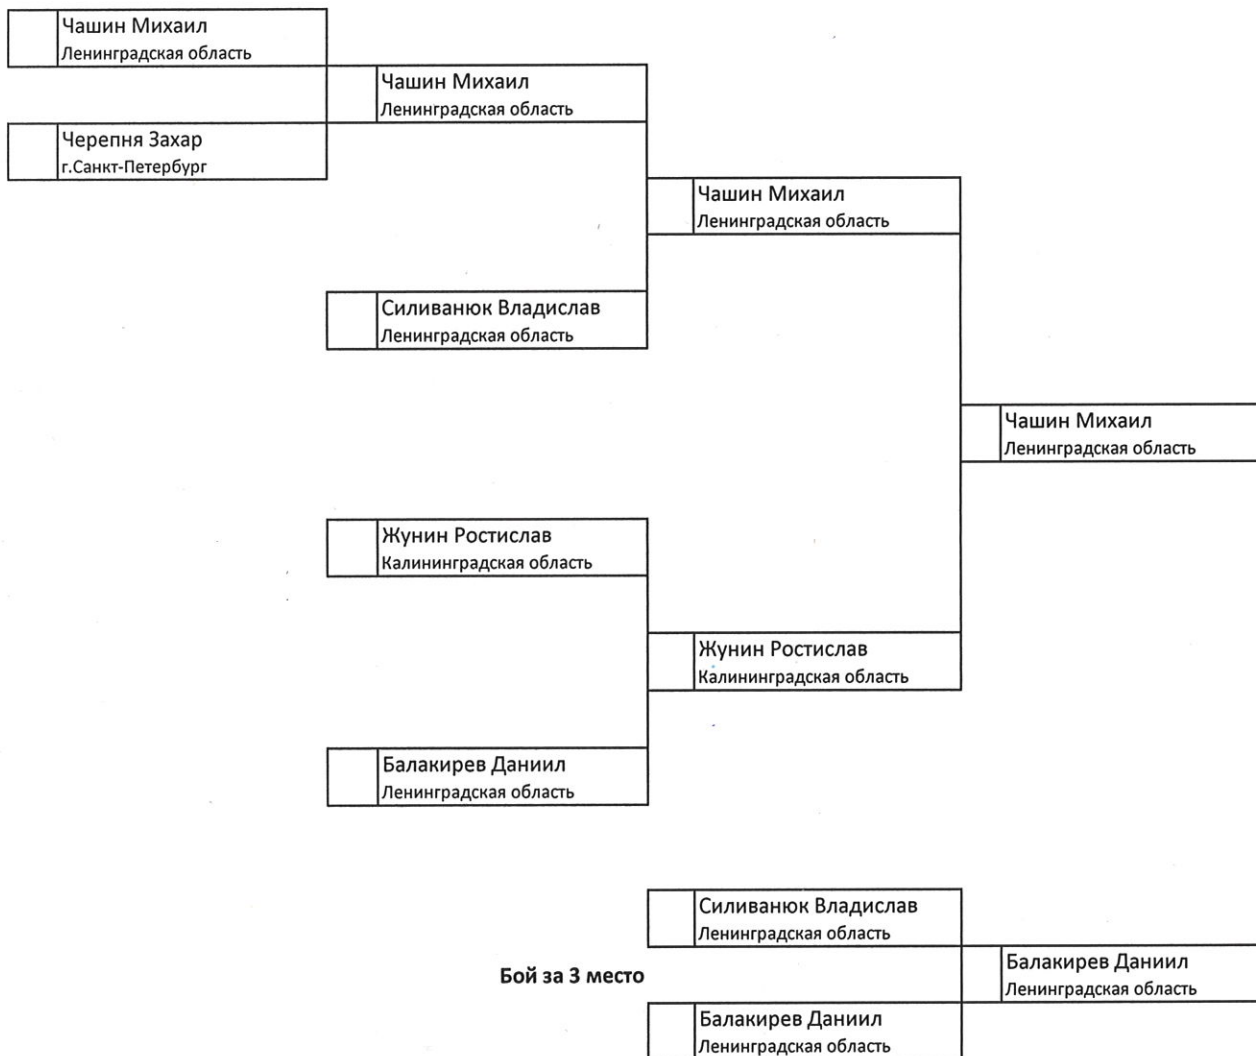 Чашин Михаил
Ленинградская область
Чашин Михаил
Ленинградская область
Черепня Захар
г.Санкт-Петербург
Чашин Михаил
Ленинградская область
Силиванюк Владислав
Ленинградская область
Чашин Михаил
Ленинградская область
Жунин Ростислав
Калининградская область
Жунин Ростислав
Калининградская область
Балакирев Даниил
Ленинградская область
Силиванюк Владислав
Ленинградская область
Бой за 3 место
Балакирев Даниил
Ленинградская область
Балакирев Даниил
Ленинградская область